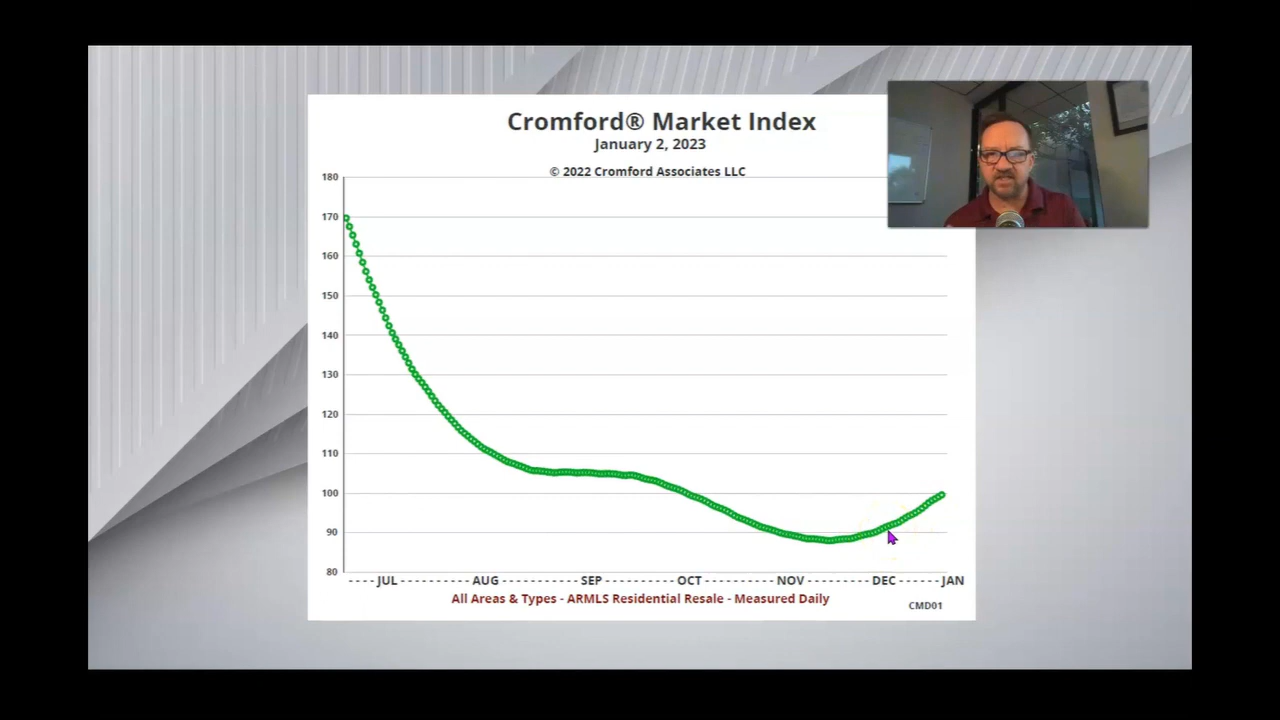 Cromford® Market Index
January 2, 2023
© 2022 Cromford Associates LLC
180
170
160
150
140
130
120
110
100
90
80
- - - - JUL - - - - - - - - - - - AUG - - - - - - - - - - - - SEP - - - - - - - - - - - OCT - - - - - - - - - - - NOV - - - - - - - - - - DEC - - - - - - JAN
All Areas & Types - ARMLS Residential Resale - Measured Daily
CMD01